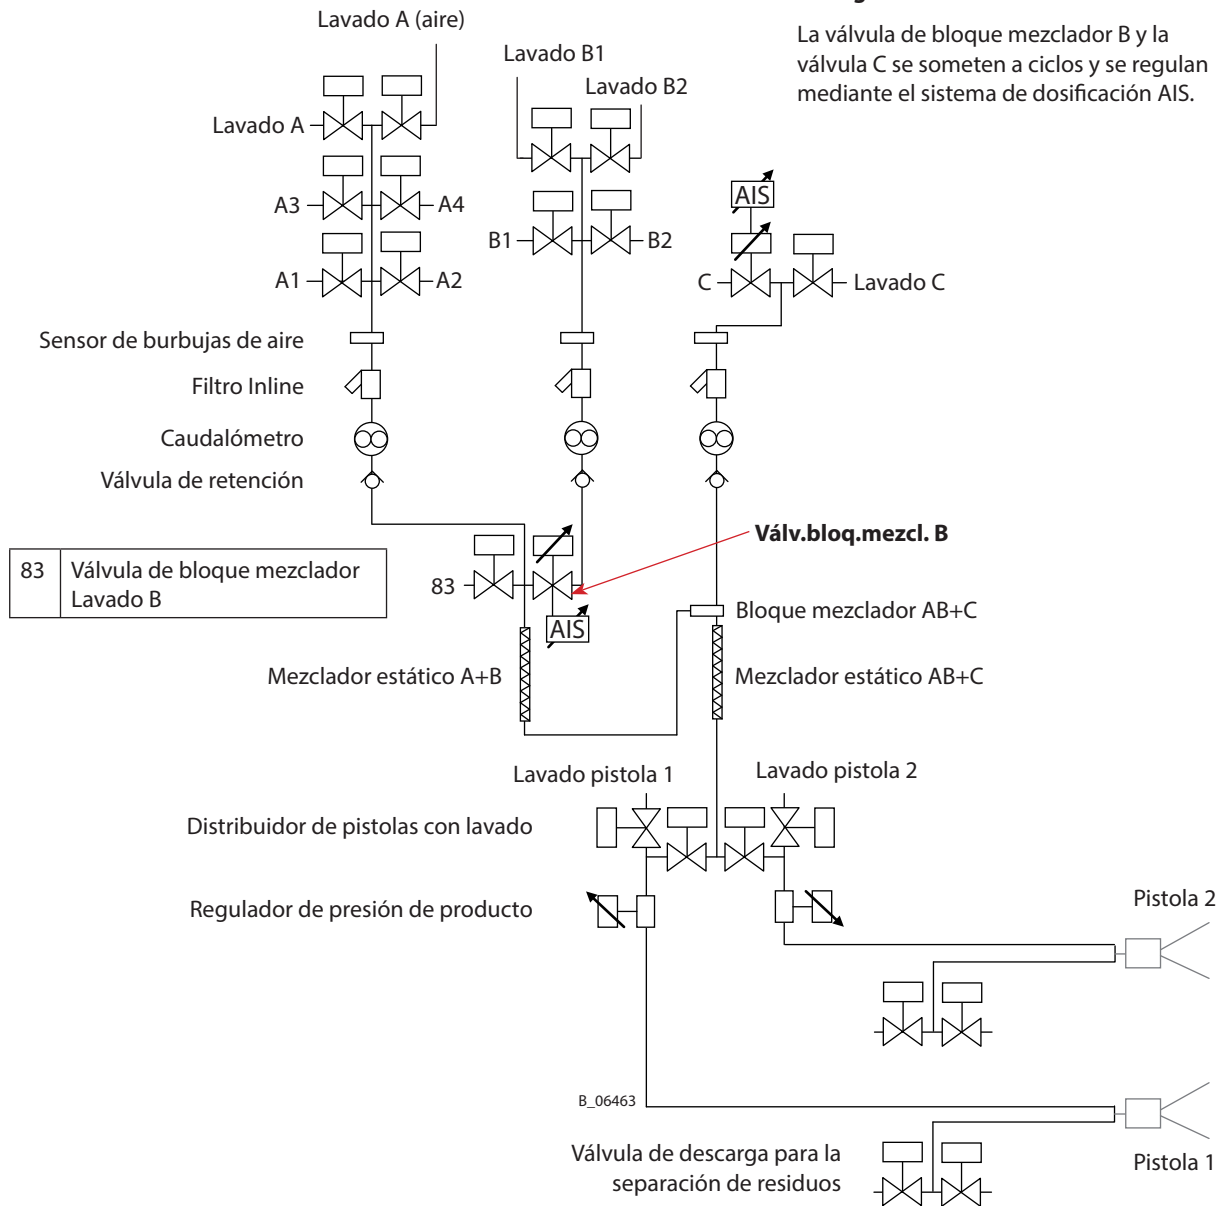 Lavado A (aire)
La válvula de bloque mezclador B y la
válvula C se someten a ciclos y se regulan
mediante el sistema de dosificación AIS.
Lavado B1
Lavado B2
Lavado A
A3
A4
AIS
B1
B2
A1
A2
C
Lavado C
Sensor de burbujas de aire
Filtro Inline
Caudalómetro
Válvula de retención
Válv.bloq.mezcl. B
83 Válvula de bloque mezclador
Lavado B
83
AIS
Bloque mezclador AB+C
Mezclador estático A+B
Mezclador estático AB+C
Lavado pistola 1
Lavado pistola 2
Distribuidor de pistolas con lavado
Regulador de presión de producto
Pistola 2
B_06463
Válvula de descarga para la
separación de residuos
Pistola 1